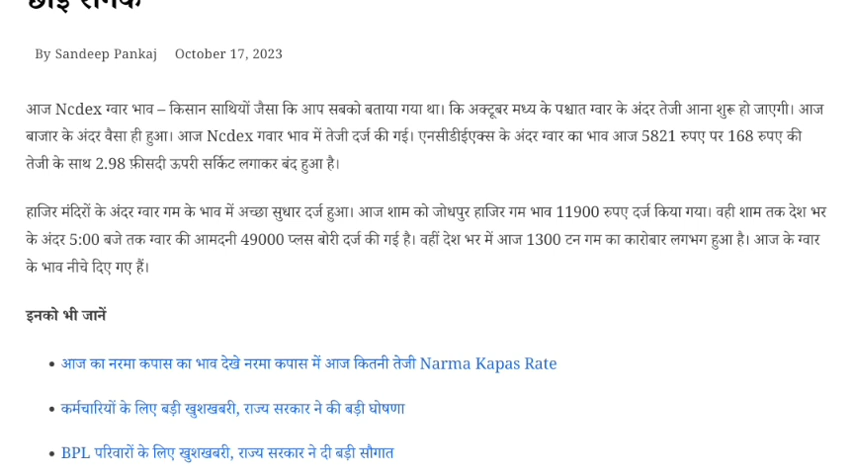 By Sandeep Pankaj October 17, 2023
आज Ncdex ग्वार भाव – किसान साथियों जैसा कि आप सबको बताया गया था। कि अक्टूबर मध्य के पश्चात ग्वार के अंदर तेजी आना शुरू हो जाएगी। आज
बाजार के अंदर वैसा ही हुआ। आज Ncdex गवार भाव में तेजी दर्ज की गई। एनसीडीईएक्स के अंदर ग्वार का भाव आज 5821 रुपए पर 168 रुपए की
तेजी के साथ 2.98 फ़ीसदी ऊपरी सर्किट लगाकर बंद हुआ है।
हाजिर मंदिरों के अंदर ग्वार गम के भाव में अच्छा सुधार दर्ज हुआ। आज शाम को जोधपुर हाजिर गम भाव 11900 रुपए दर्ज किया गया। वही शाम तक देश भर
के अंदर 5:00 बजे तक ग्वार की आमदनी 49000 प्लस बोरी दर्ज की गई है। वहीं देश भर में आज 1300 टन गम का कारोबार लगभग हुआ है। आज के ग्वार
के भाव नीचे दिए गए हैं।
इनको भी जानें
• आज का नरमा कपास का भाव देखे नरमा कपास में आज कितनी तेजी Narma Kapas Rate
• कर्मचारियों के लिए बड़ी खुशखबरी, राज्य सरकार ने की बड़ी घोषणा
• BPL परिवारों के लिए खुशखबरी, राज्य सरकार ने दी बड़ी सौगात